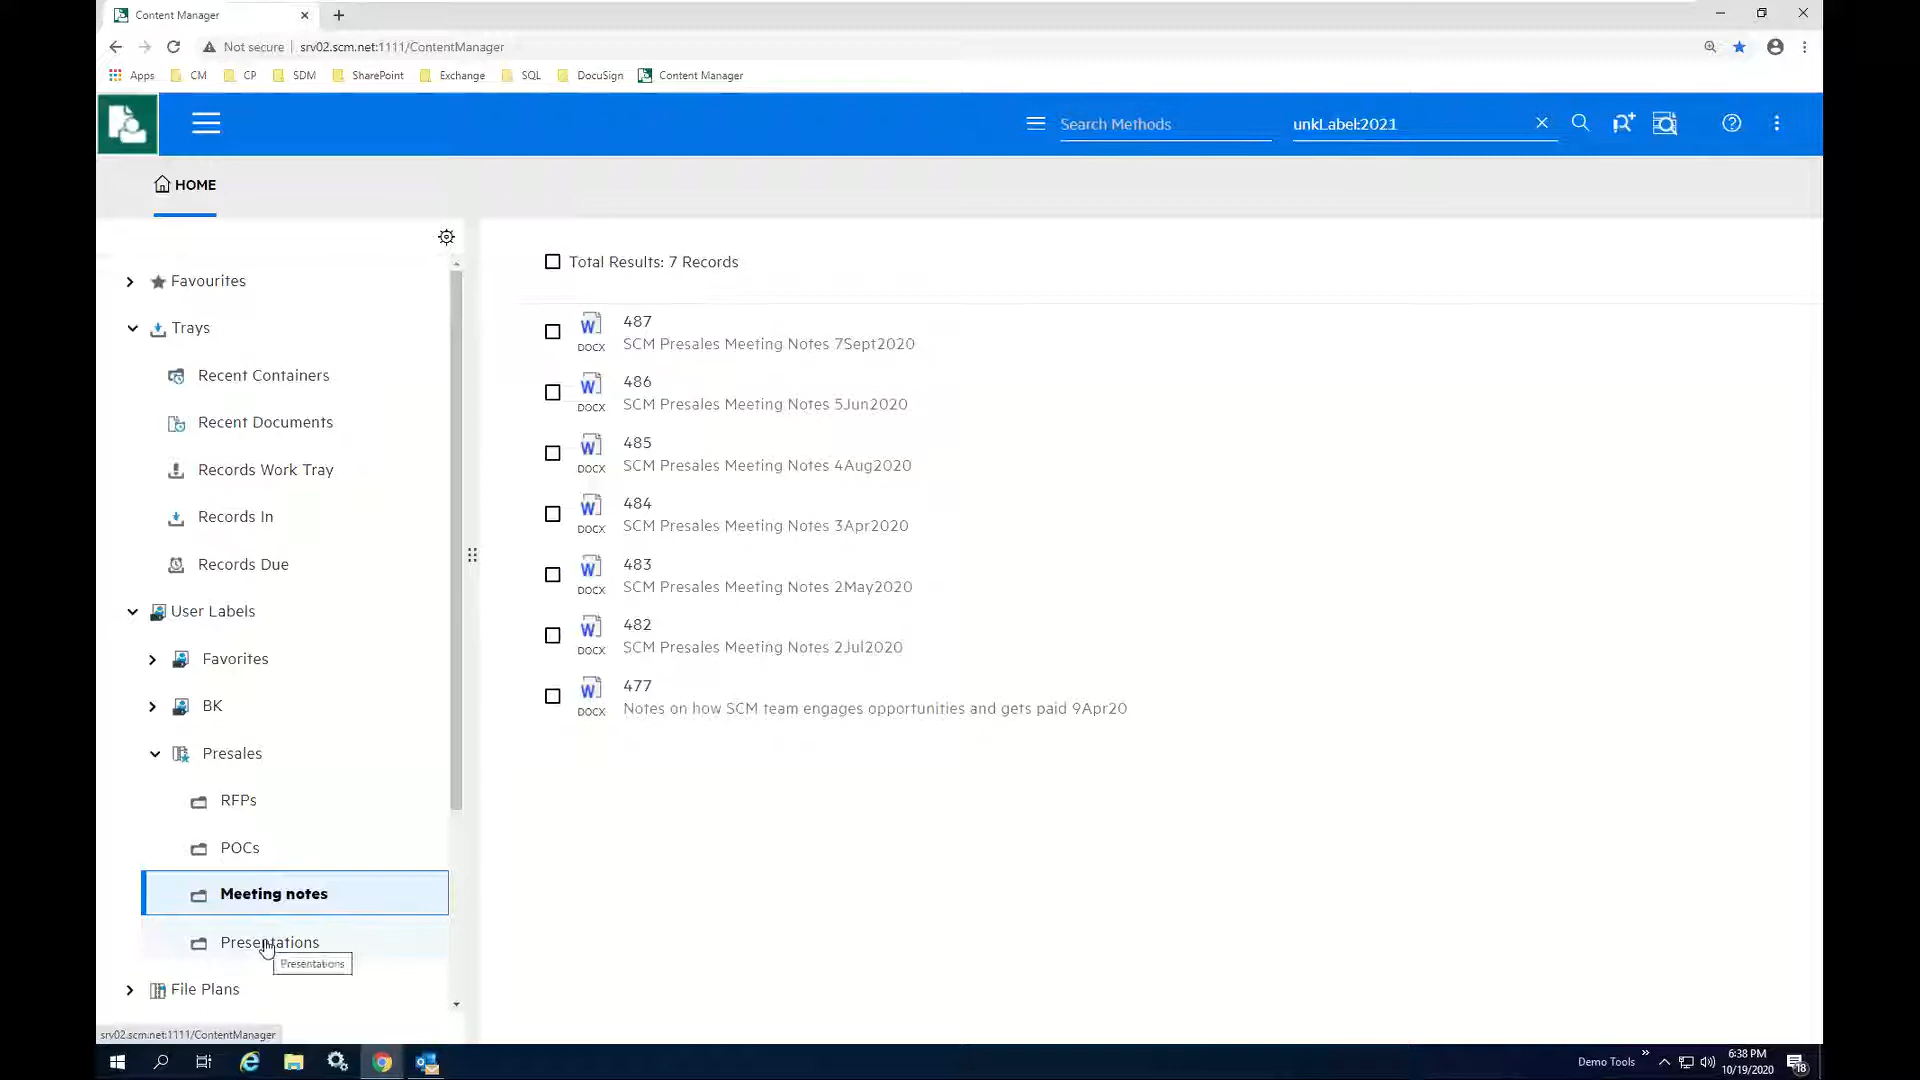 Content Manager
Not secure srv02.scm.net:1111/ContentManager
Apps CM CP SDM SharePoint Exchange SQL DocuSign Content Manager
Search Methods unkLabel:2021
HOME
Favourites
Trays
Recent Containers
Recent Documents
Records Work Tray
Records In
Records Due
User Labels
Favorites
BK
Presales
RFPs
POCs
Meeting notes
Presentations
Presentations
File Plans
Total Results: 7 Records
487
DOCX SCM Presales Meeting Notes 7Sept2020
486
DOCX SCM Presales Meeting Notes 5Jun2020
485
DOCX SCM Presales Meeting Notes 4Aug2020
484
DOCX SCM Presales Meeting Notes 3Apr2020
483
DOCX SCM Presales Meeting Notes 2May2020
482
DOCX SCM Presales Meeting Notes 2Jul2020
477
DOCX Notes on how SCM team engages opportunities and gets paid 9Apr20
srv02.scm.net:1111/ContentManager
Demo Tools
6:38 PM
10/19/2020
18